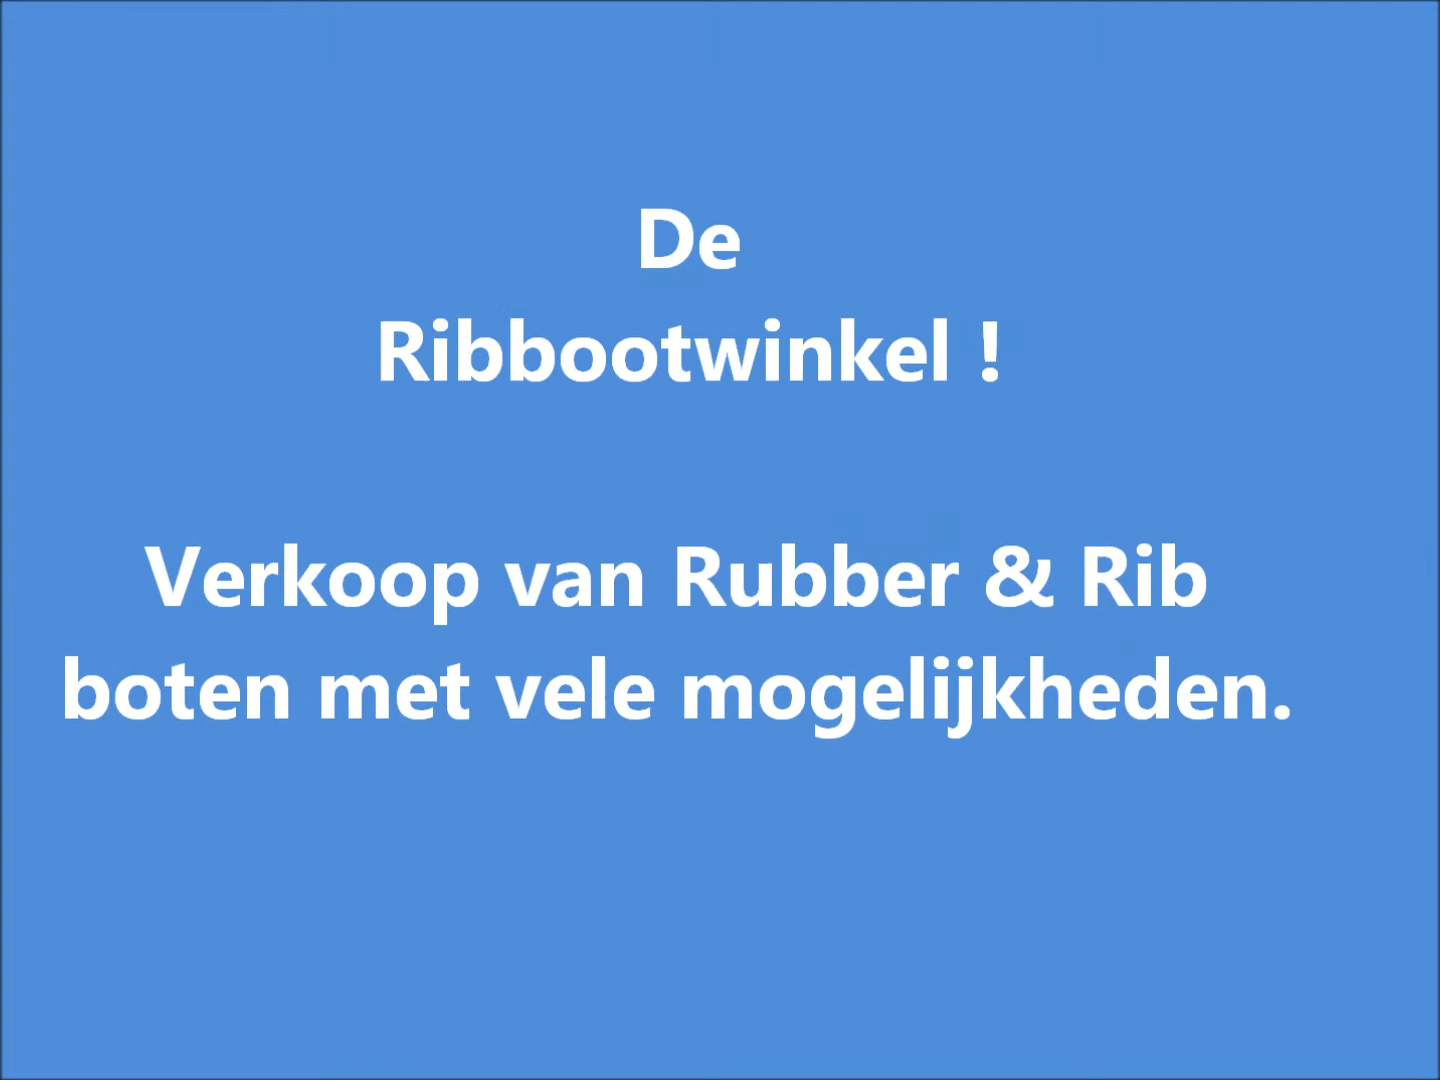 De
Ribbootwinkel !
Verkoop van Rubber & Rib
boten met vele mogelijkheden.